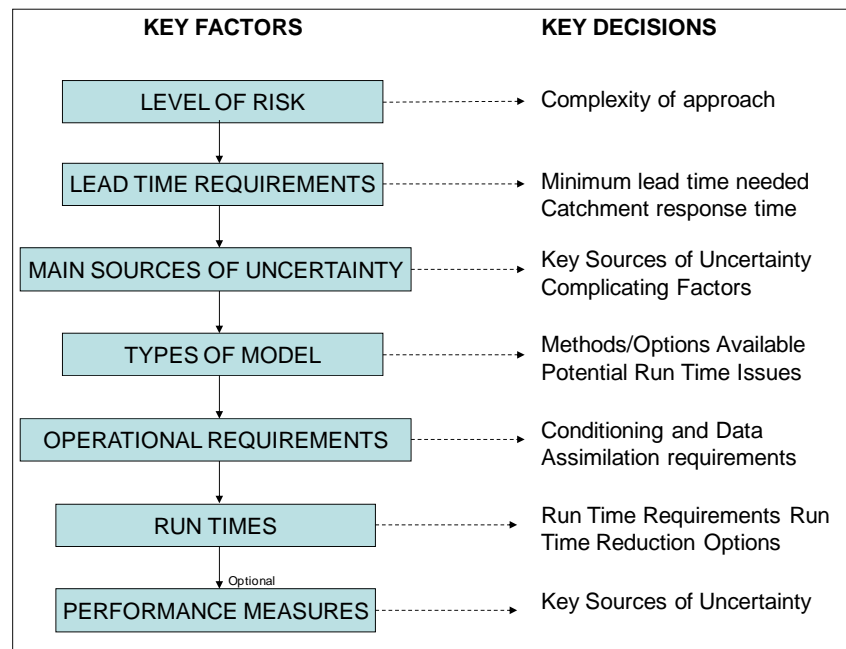 KEY FACTORS
KEY DECISIONS
LEVEL OF RISK
Complexity of approach
LEAD TIME REQUIREMENTS
Minimum lead time needed
Catchment response time
MAIN SOURCES OF UNCERTAINTY
Key Sources of Uncertainty
Complicating Factors
TYPES OF MODEL
Methods/Options Available
Potential Run Time Issues
OPERATIONAL REQUIREMENTS
Conditioning and Data
Assimilation requirements
RUN TIMES
Run Time Requirements Run
Time Reduction Options
Optional
PERFORMANCE MEASURES
Key Sources of Uncertainty